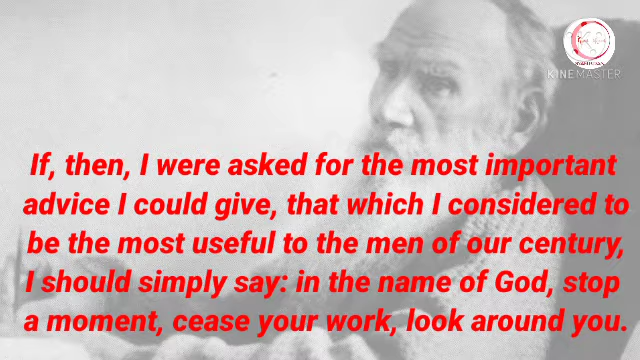 KINEMASTER
If, then, I were asked for the most important
advice I could give, that which I considered to
be the most useful to the men of our century,
I should simply say: in the name of God, stop
a moment, cease your work, look around you.